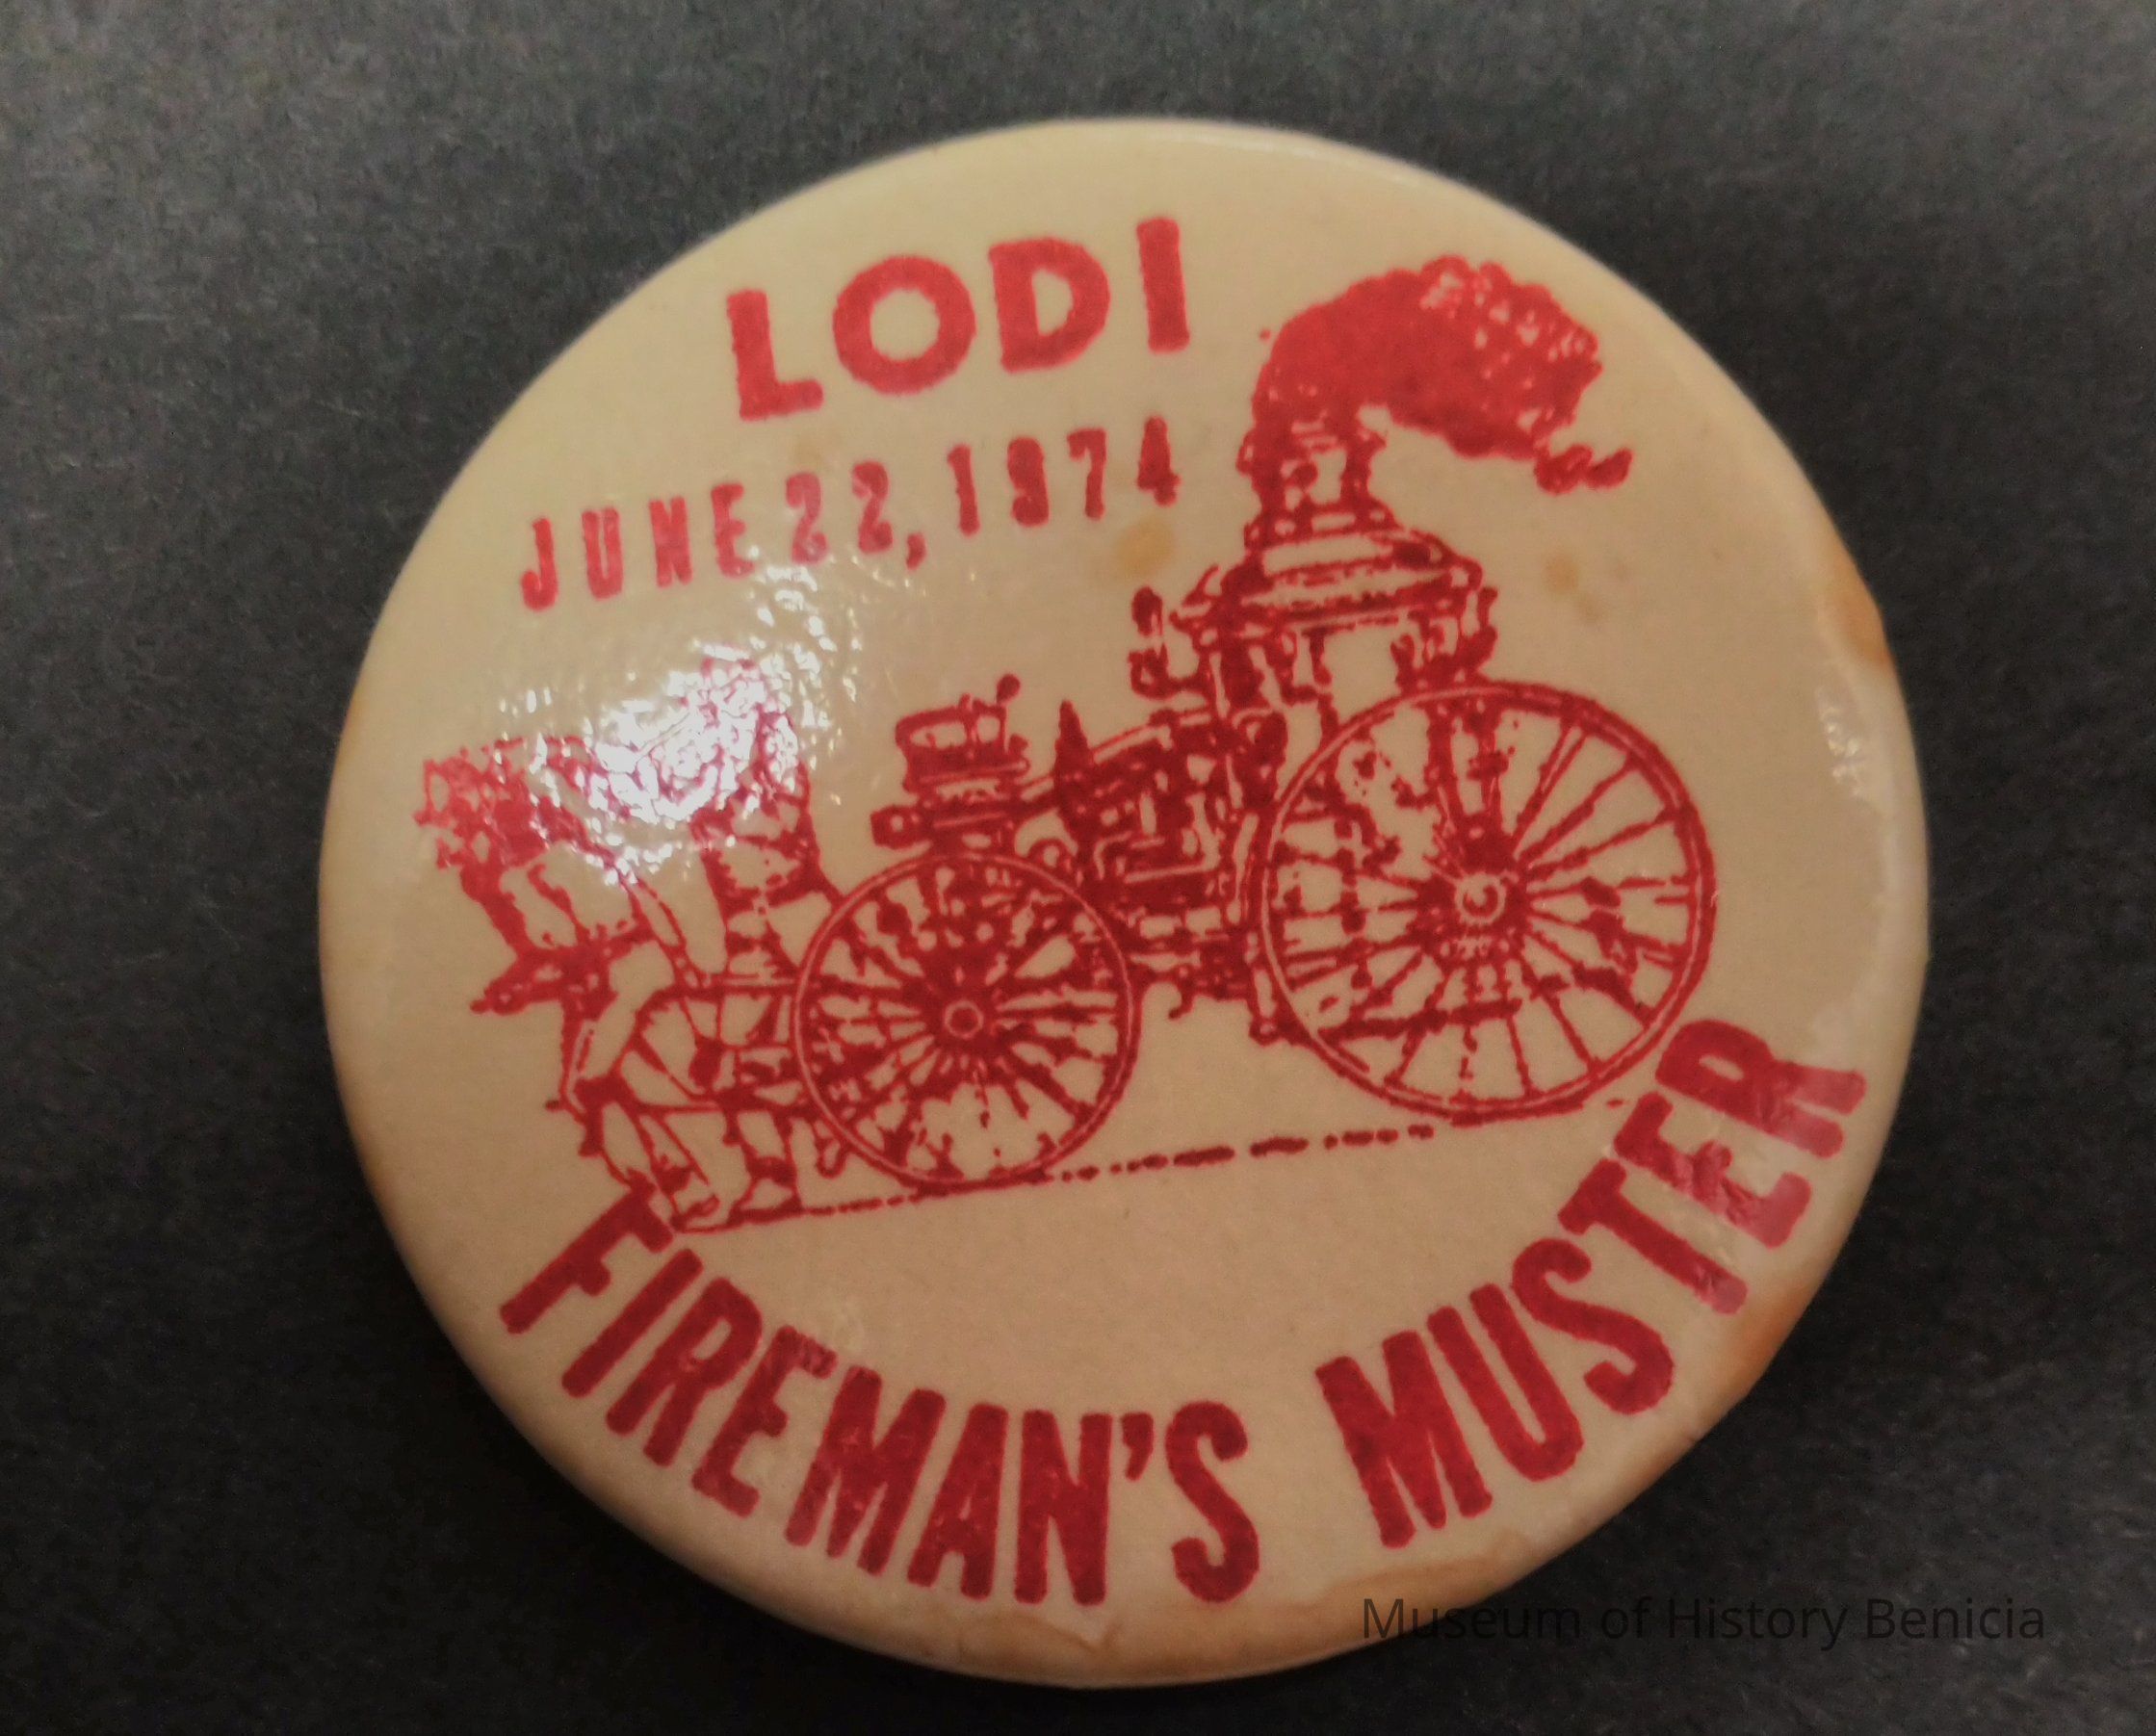 LODI
JUNE 22, 1974
FIREMAN'S MUSTER
Museum of History Benicia